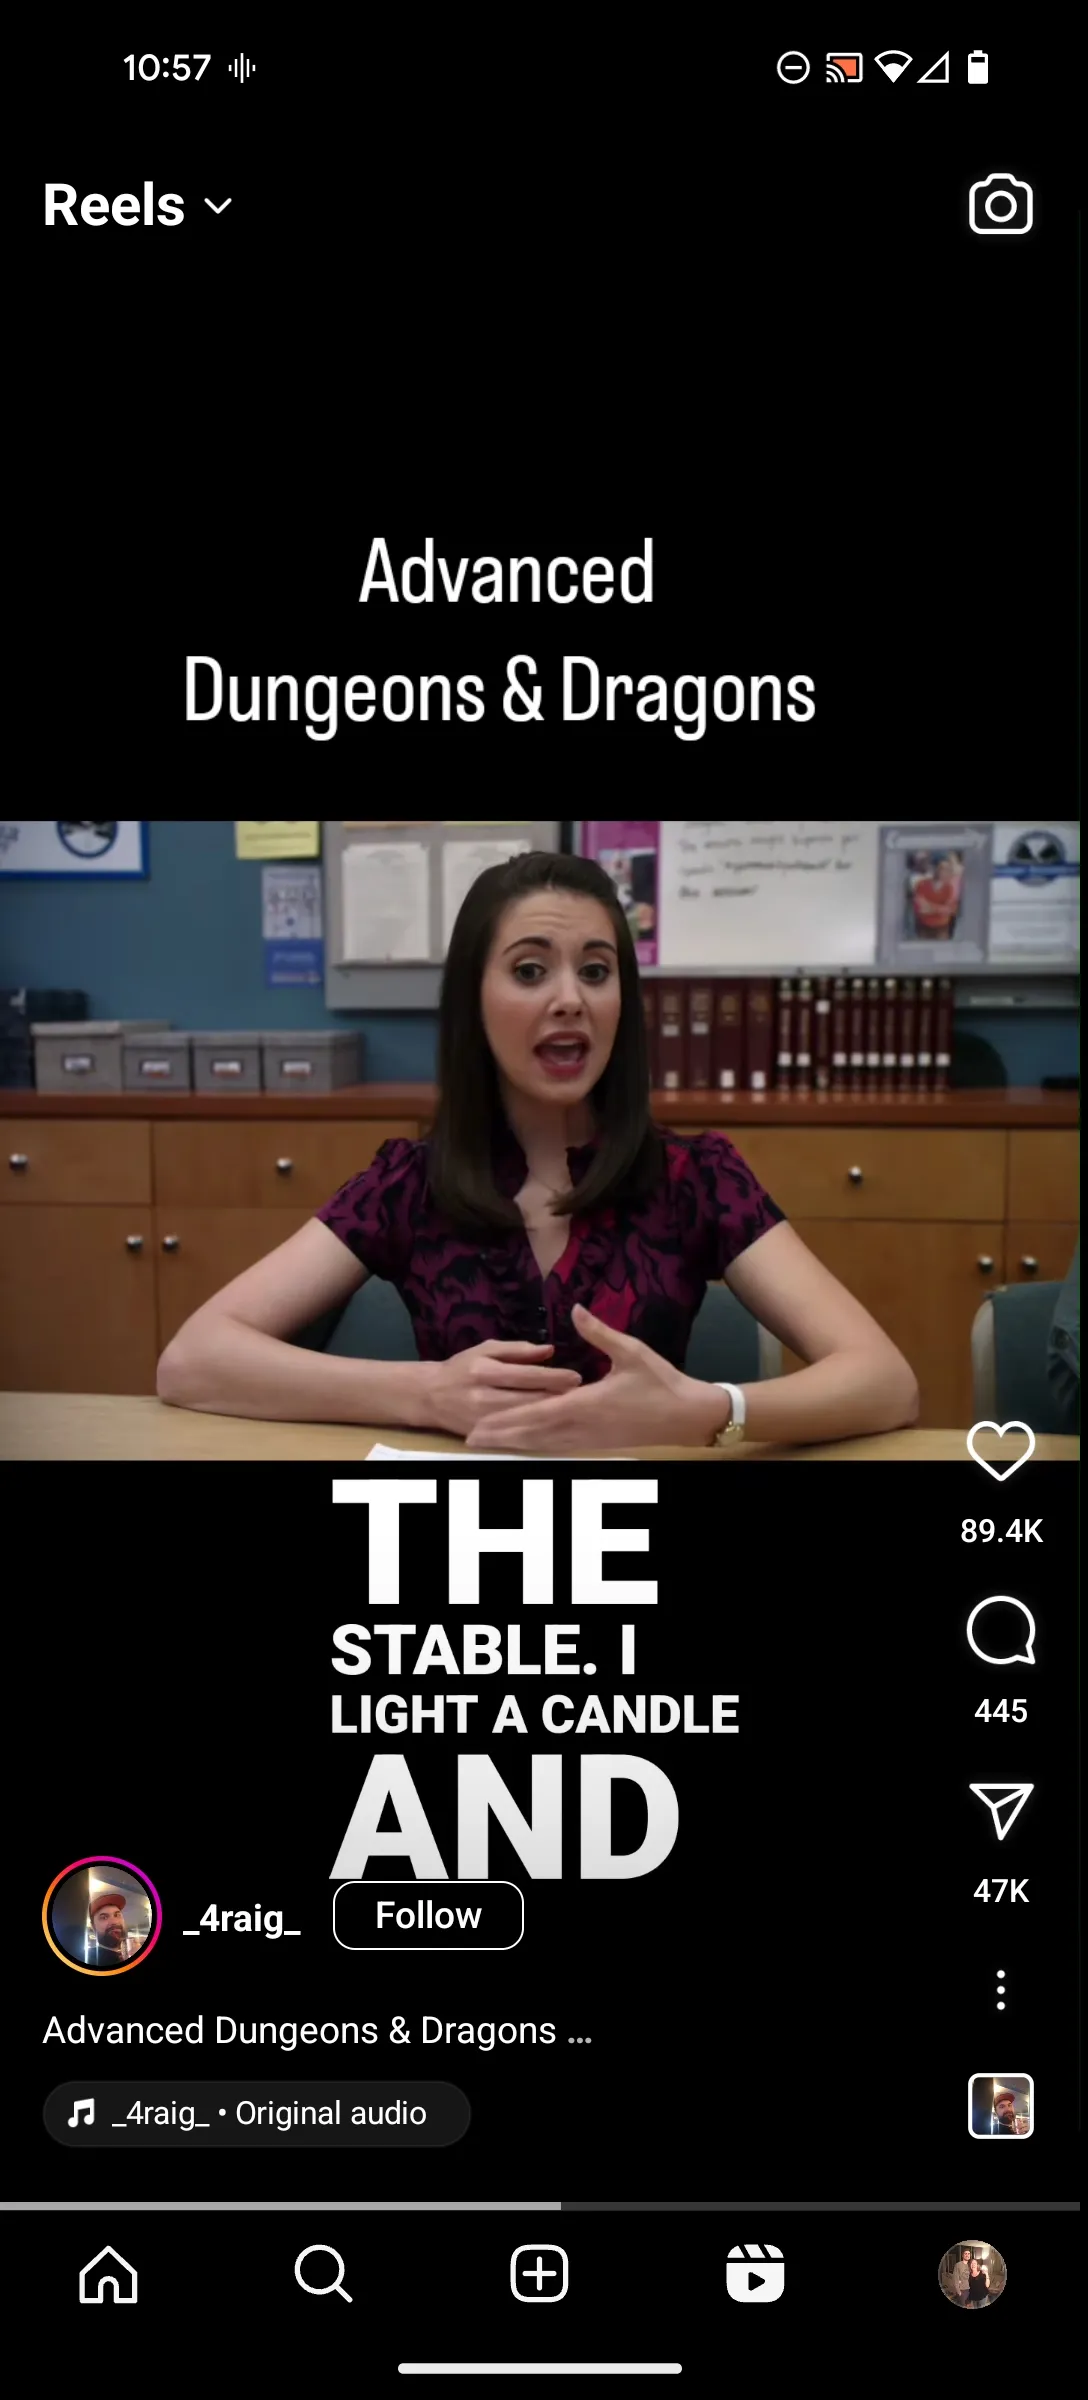 10:57
Reels
Advanced
Dungeons & Dragons
THE
STABLE. I
LIGHT A CANDLE
AND
89.4K
445
47K
_4raig_
Follow
Advanced Dungeons & Dragons ...
_4raig_ • Original audio